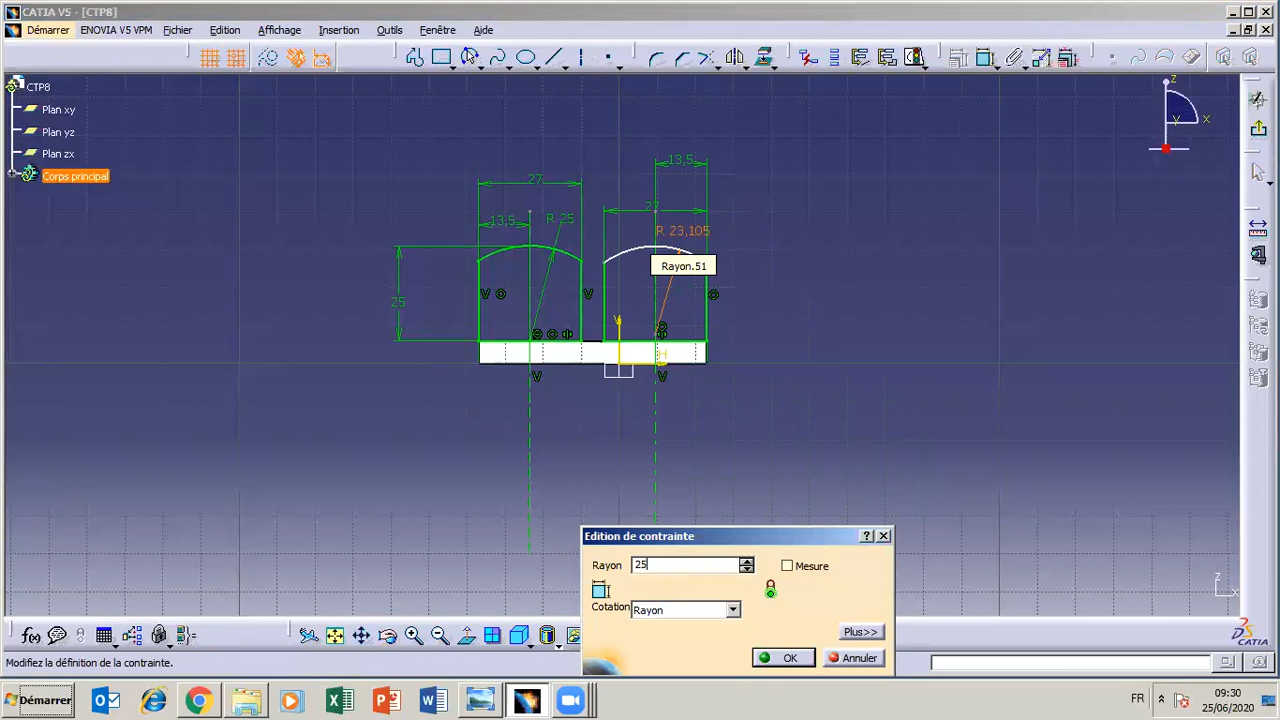 CATIA V5 - [CTP8]
Démarrer ENOVIA V5 VPM Fichier Edition Affichage Insertion Outils Fenêtre Aide
CTP8
Plan xy
Plan yz
Plan zx
Corps principal
z
x
y
13,5
27
27
13,5
R 25
R 23,105
Rayon.51
25
V
V
V
H
V
V
Edition de contrainte
Rayon 25
Mesure
Cotation Rayon
Plus>>
OK Annuler
Z
X
f(x)
Modifiez la définition de la contrainte.
DS CATIA
Démarrer
FR
09:30
25/06/2020